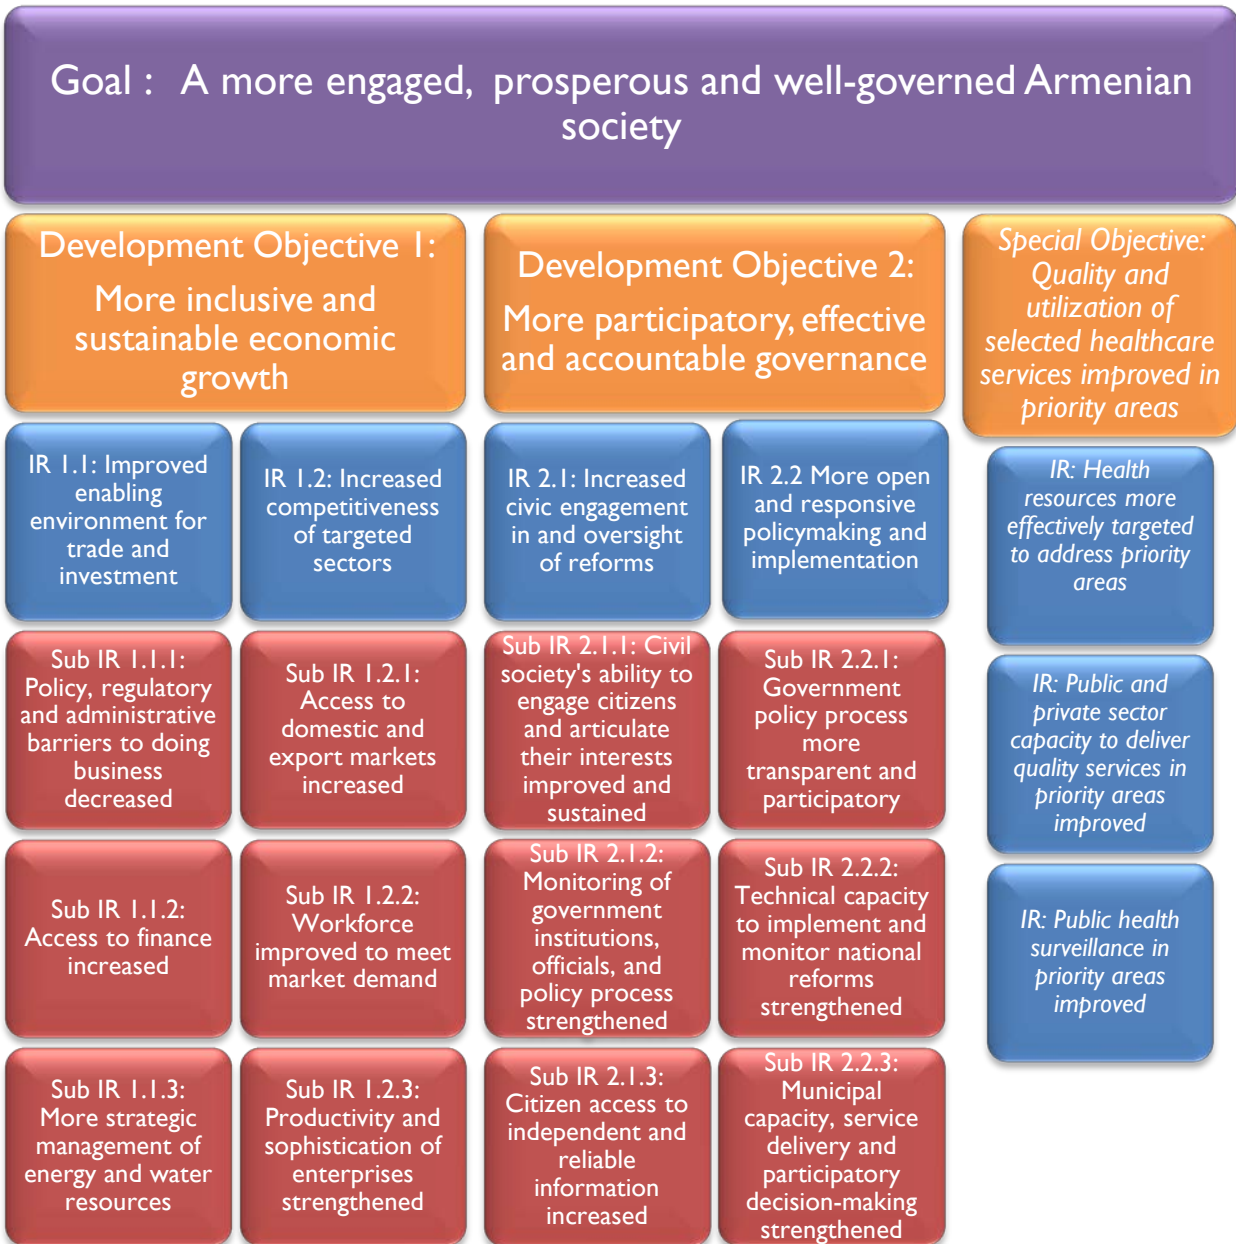 Goal :   A more engaged,  prosperous and well-governed Armenian
society
Development Objective 1:
More inclusive and
sustainable economic
growth
Development Objective 2:
More participatory, effective
and accountable governance
Special Objective:
Quality and
utilization of
selected healthcare
services improved in
priority areas
IR 1.1: Improved
enabling
environment for
trade and
investment
IR 1.2: Increased
competitiveness
of targeted
sectors
IR 2.1: Increased
civic engagement
in and oversight
of reforms
IR 2.2 More open
and responsive
policymaking and
implementation
IR: Health
resources more
effectively targeted
to address priority
areas
Sub IR 1.1.1:
Policy, regulatory
and administrative
barriers to doing
business
decreased
Sub IR 1.2.1:
Access to
domestic and
export markets
increased
Sub IR 2.1.1: Civil
society's ability to
engage citizens
and articulate
their interests
improved and
sustained
Sub IR 2.2.1:
Government
policy process
more
transparent and
participatory
IR: Public and
private sector
capacity to deliver
quality services in
priority areas
improved
Sub IR 1.1.2:
Access to finance
increased
Sub IR 1.2.2:
Workforce
improved to meet
market demand
Sub IR 2.1.2:
Monitoring of
government
institutions,
officials, and
policy process
strengthened
Sub IR 2.2.2:
Technical capacity
to implement and
monitor national
reforms
strengthened
IR: Public health
surveillance in
priority areas
improved
Sub IR 1.1.3:
More strategic
management of
energy and water
resources
Sub IR 1.2.3:
Productivity and
sophistication of
enterprises
strengthened
Sub IR 2.1.3:
Citizen access to
independent and
reliable
information
increased
Sub IR 2.2.3:
Municipal
capacity, service
delivery and
participatory
decision-making
strengthened